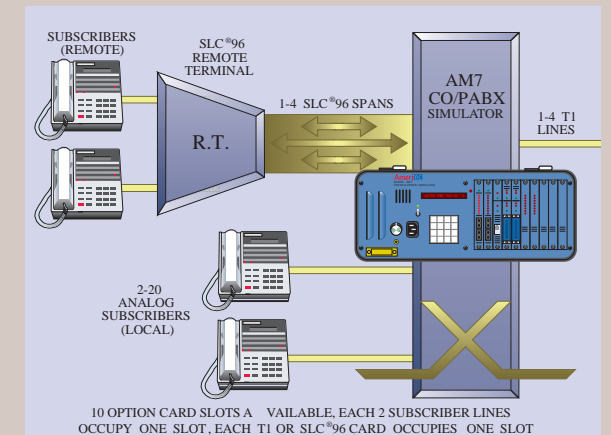 SUBSCRIBERS
(REMOTE)
SLC®96
REMOTE
TERMINAL
R.T.
1-4 SLC®96 SPANS
AM7
CO/PABX
SIMULATOR
1-4 T1
LINES
2-20
ANALOG
SUBSCRIBERS
(LOCAL)
10 OPTION CARD SLOTS A VAILABLE, EACH 2 SUBSCRIBER LINES
OCCUPY ONE SLOT, EACH T1 OR SLC®96 CARD OCCUPIES ONE SLOT